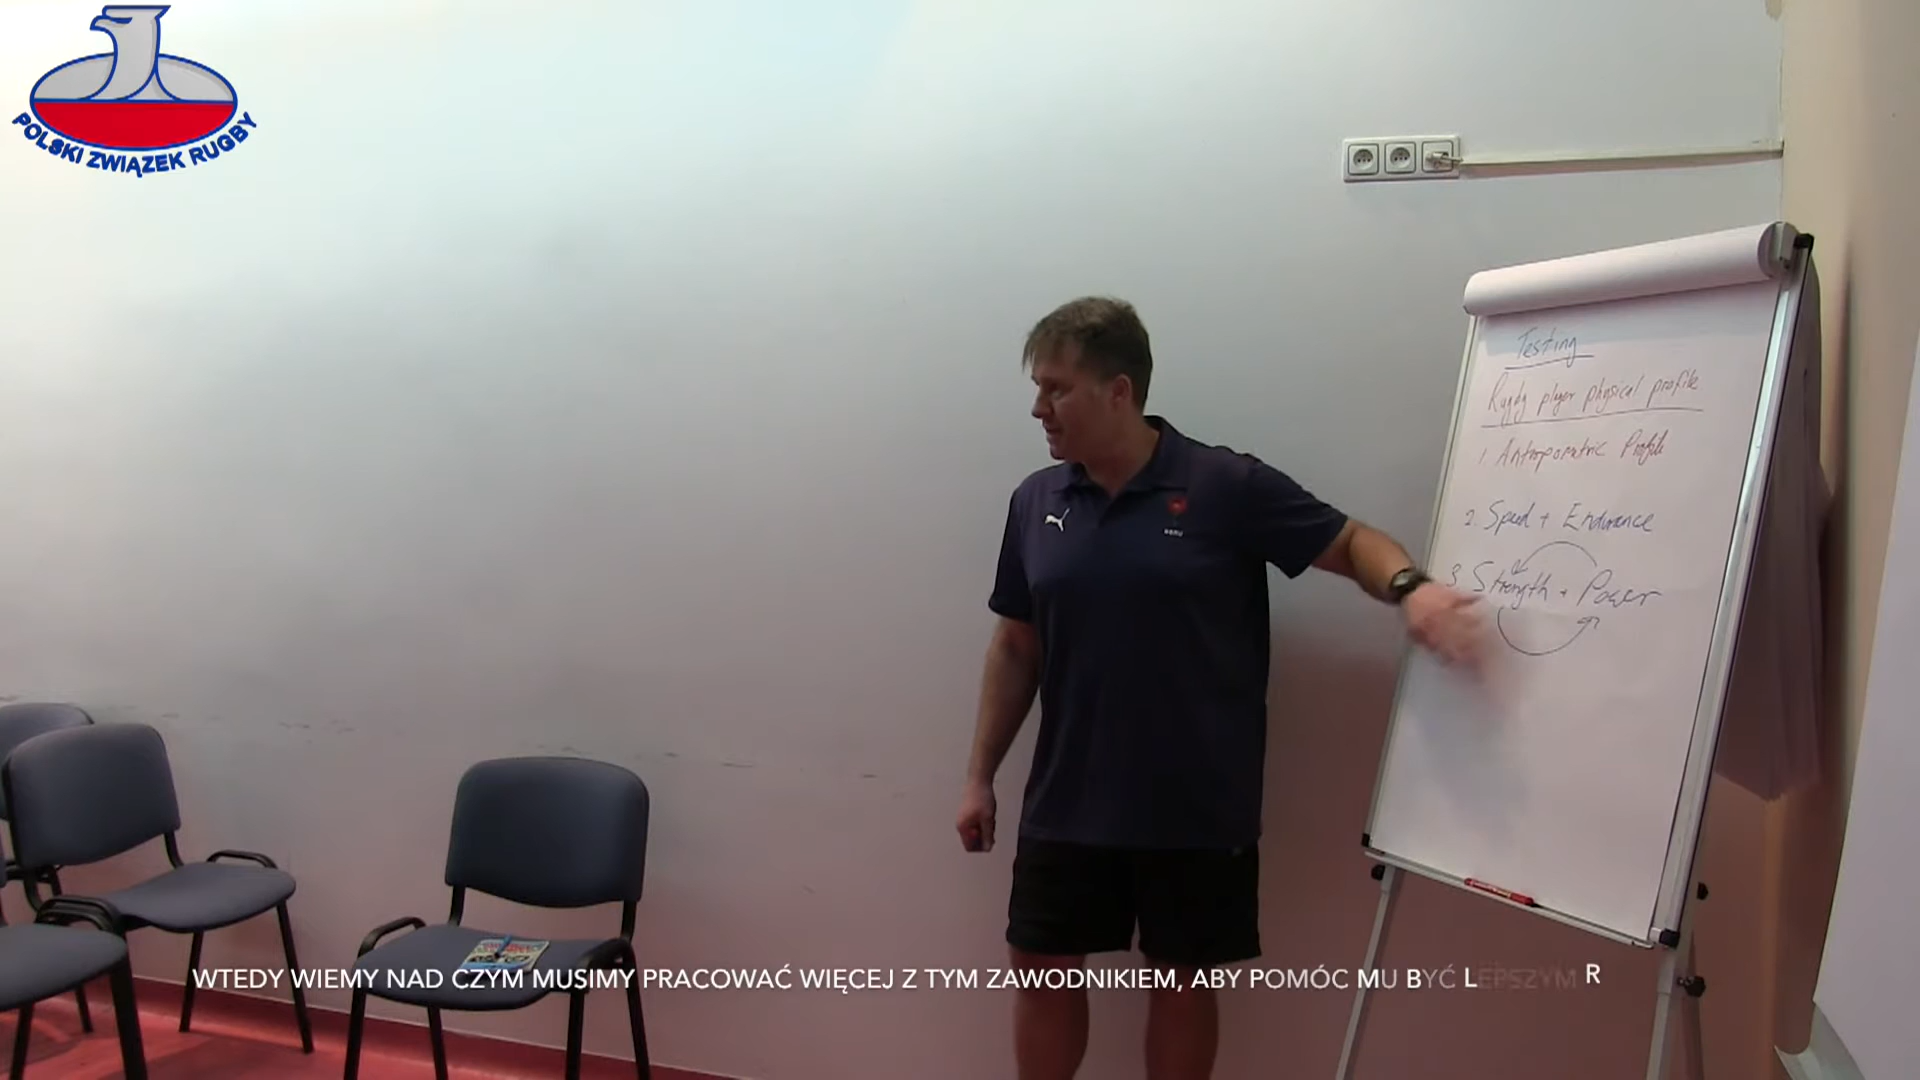 POLSKI ZWIĄZEK RUGBY
Testing
Rugby player physical profile
1. Antropometric Profile
2. Speed + Endurance
3. Strength + Power
WTEDY WIEMY NAD CZYM MUSIMY PRACOWAĆ WIĘCEJ Z TYM ZAWODNIKIEM, ABY POMÓC MU BYĆ LEPSZYM R